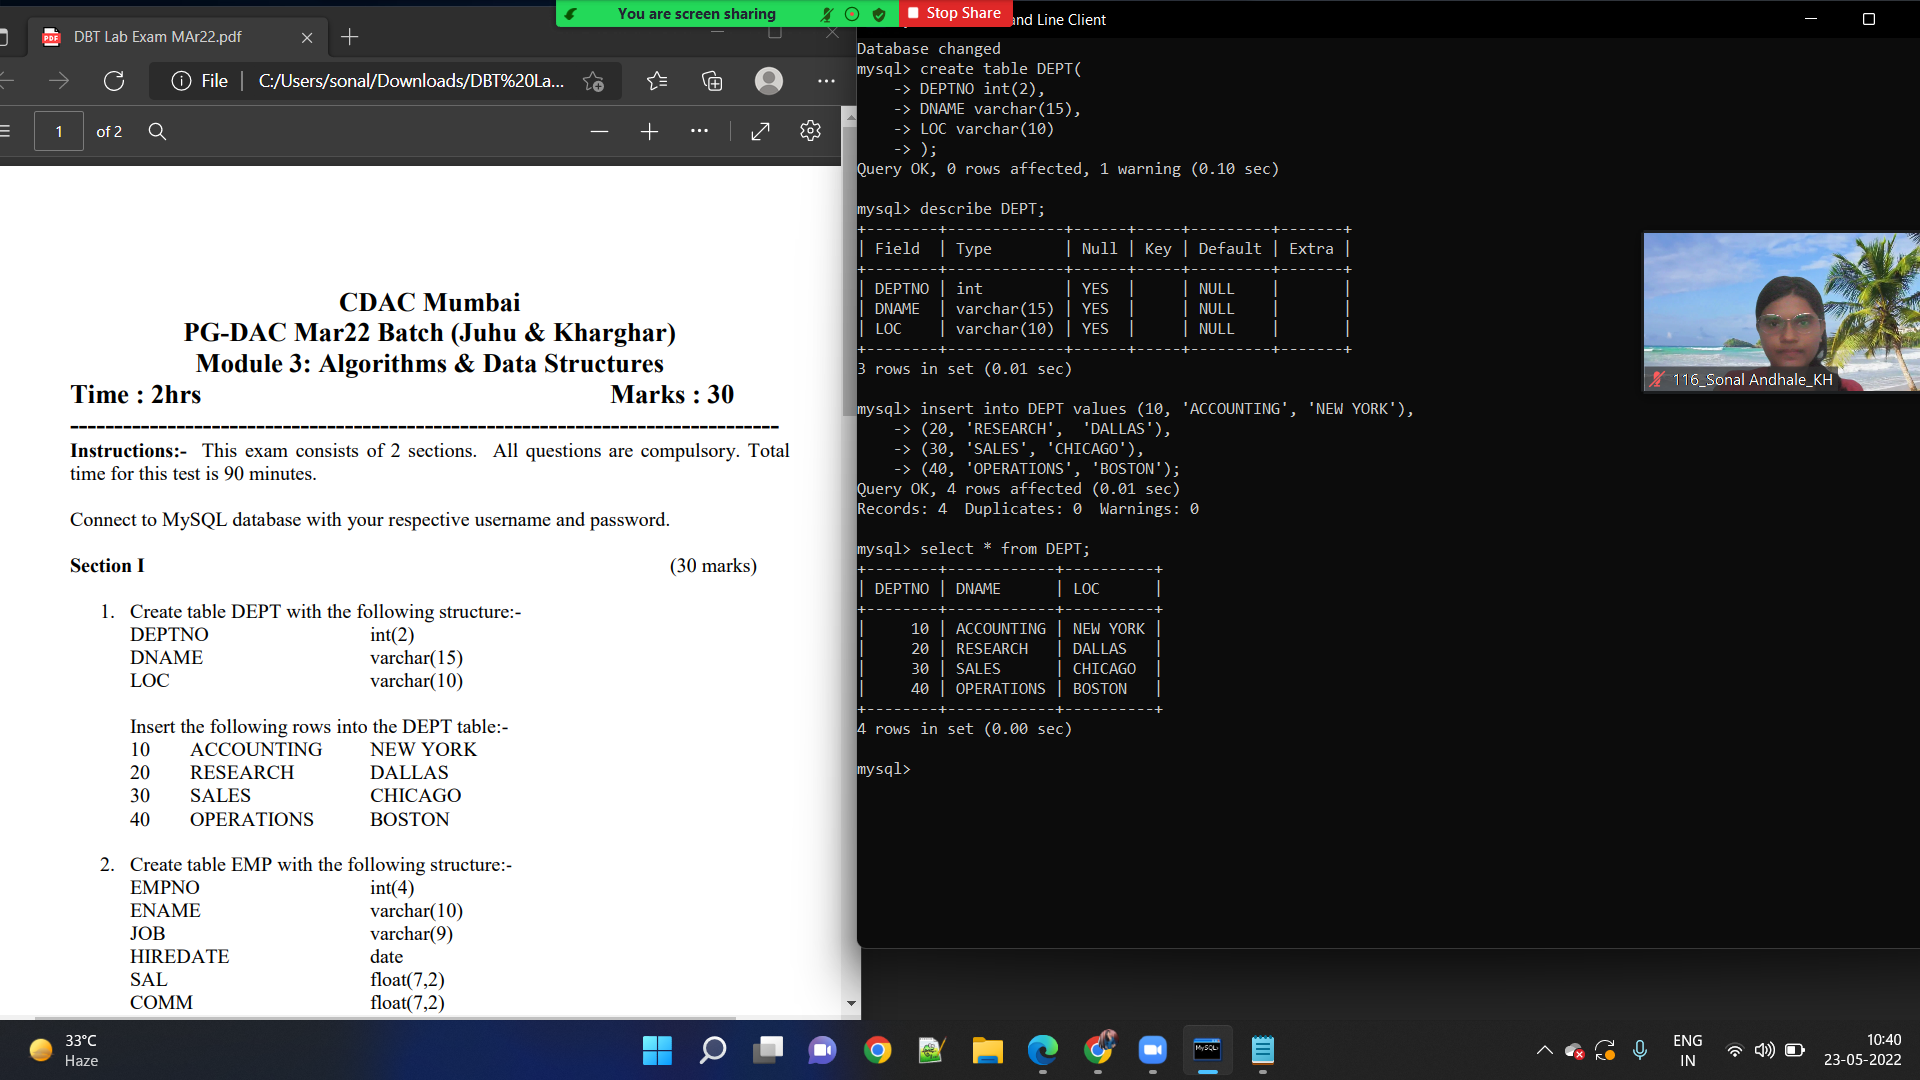 You are screen sharing
Stop Share
DBT Lab Exam MAr22.pdf
File
C:/Users/sonal/Downloads/DBT%20La...
1
of 2
CDAC Mumbai
PG-DAC Mar22 Batch (Juhu & Kharghar)
Module 3: Algorithms & Data Structures
Time : 2hrs Marks : 30
--------------------------------------------------------------------------------
Instructions:- This exam consists of 2 sections. All questions are compulsory. Total
time for this test is 90 minutes.
Connect to MySQL database with your respective username and password.
Section I (30 marks)
1. Create table DEPT with the following structure:-
DEPTNO int(2)
DNAME varchar(15)
LOC varchar(10)
Insert the following rows into the DEPT table:-
10 ACCOUNTING NEW YORK
20 RESEARCH DALLAS
30 SALES CHICAGO
40 OPERATIONS BOSTON
2. Create table EMP with the following structure:-
EMPNO int(4)
ENAME varchar(10)
JOB varchar(9)
HIREDATE date
SAL float(7,2)
COMM float(7,2)
and Line Client
Database changed
mysql> create table DEPT(
-> DEPTNO int(2),
-> DNAME varchar(15),
-> LOC varchar(10)
-> );
Query OK, 0 rows affected, 1 warning (0.10 sec)
mysql> describe DEPT;
+--------+-------------+------+-----+---------+-------+
| Field | Type | Null | Key | Default | Extra |
+--------+-------------+------+-----+---------+-------+
| DEPTNO | int | YES | | NULL | |
| DNAME | varchar(15) | YES | | NULL | |
| LOC | varchar(10) | YES | | NULL | |
+--------+-------------+------+-----+---------+-------+
3 rows in set (0.01 sec)
mysql> insert into DEPT values (10, 'ACCOUNTING', 'NEW YORK'),
-> (20, 'RESEARCH', 'DALLAS'),
-> (30, 'SALES', 'CHICAGO'),
-> (40, 'OPERATIONS', 'BOSTON');
Query OK, 4 rows affected (0.01 sec)
Records: 4 Duplicates: 0 Warnings: 0
mysql> select * from DEPT;
+--------+------------+----------+
| DEPTNO | DNAME | LOC |
+--------+------------+----------+
| 10 | ACCOUNTING | NEW YORK |
| 20 | RESEARCH | DALLAS |
| 30 | SALES | CHICAGO |
| 40 | OPERATIONS | BOSTON |
+--------+------------+----------+
4 rows in set (0.00 sec)
mysql>
116_Sonal Andhale_KH
33°C
Haze
ENG
IN
10:40
23-05-2022